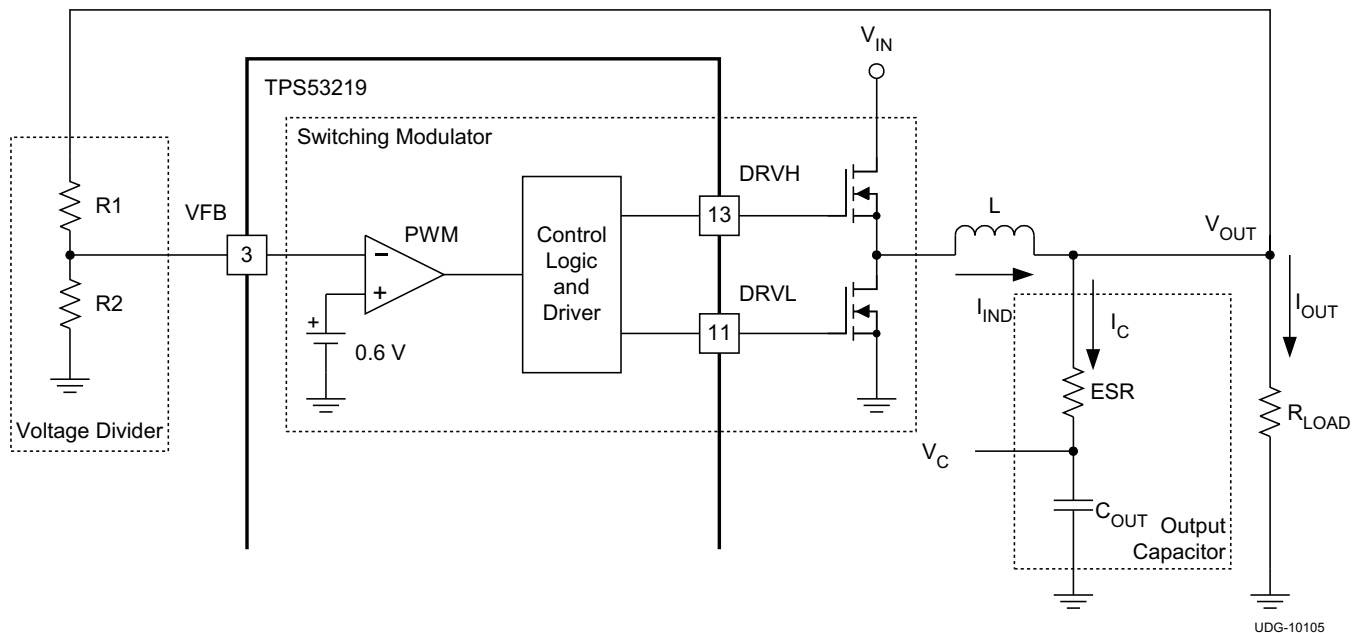 V_IN
TPS53219
Switching Modulator
DRVH
R1
VFB
13
L
PWM
Control
Logic
and
Driver
V_OUT
3
−
+
R2
DRVL
I_IND
I_C
I_OUT
+
0.6 V
11
ESR
R_LOAD
Voltage Divider
V_C
C_OUT
Output
Capacitor
UDG-10105